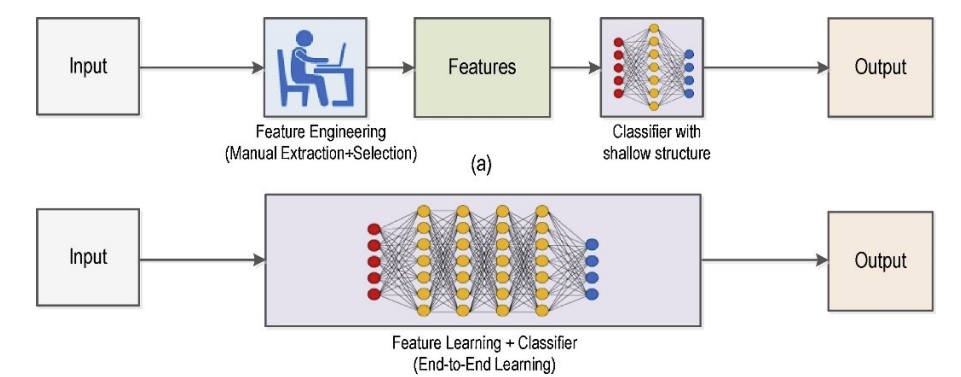 Input
Features
Output
Feature Engineering
(Manual Extraction+Selection)
Classifier with
shallow structure
(a)
Input
Output
Feature Learning + Classifier
(End-to-End Learning)